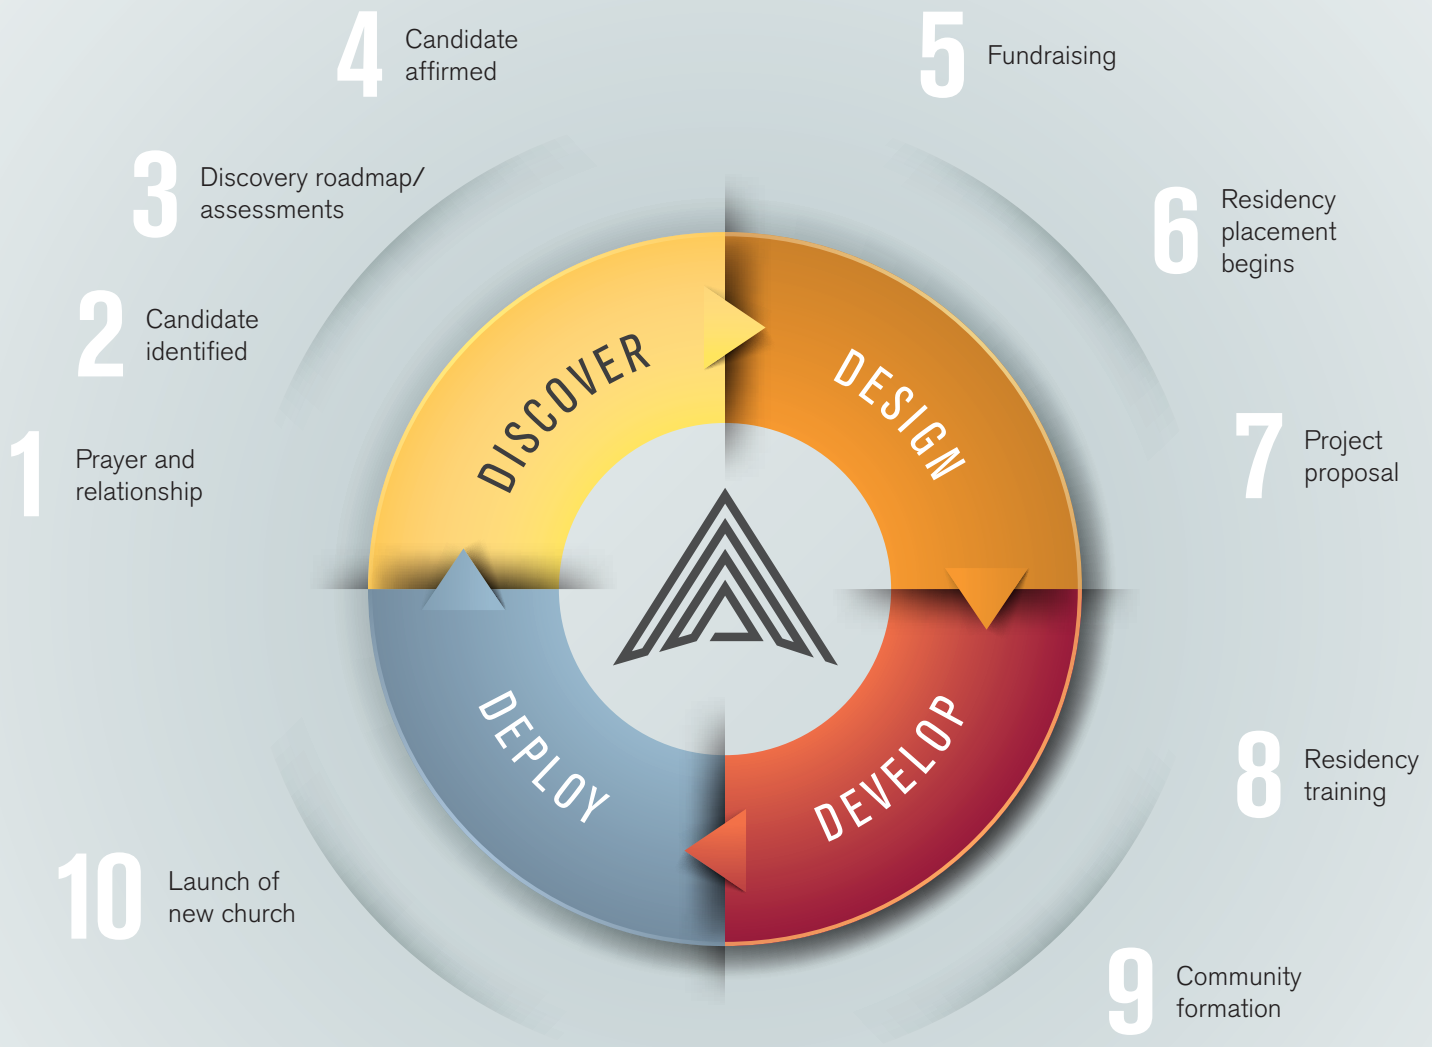 1
Prayer and
relationship
2
Candidate
identified
3
Discovery roadmap/
assessments
4
Candidate
affirmed
5
Fundraising
6
Residency
placement
begins
7
Project
proposal
8
Residency
training
9
Community
formation
10
Launch of
new church
DISCOVER
DESIGN
DEVELOP
DEPLOY